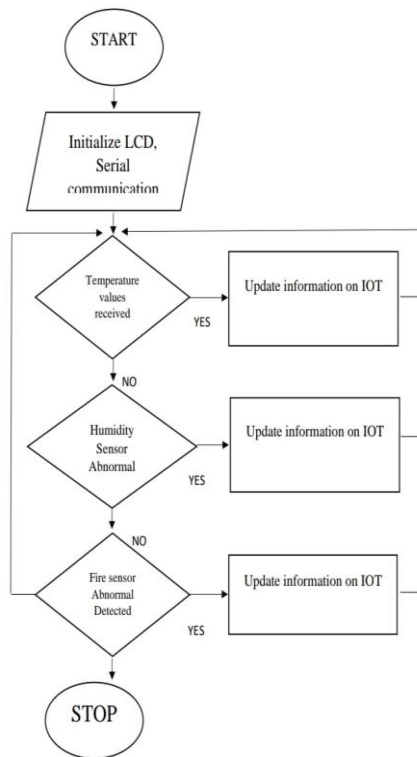 START
Initialize LCD,
Serial
communication
Temperature
values
received
YES
Update information on IOT
NO
Humidity
Sensor
Abnormal
YES
Update information on IOT
NO
Fire sensor
Abnormal
Detected
YES
Update information on IOT
STOP